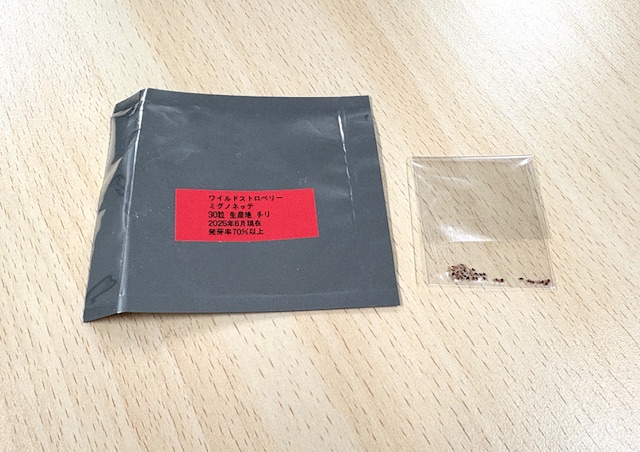 ワイルドストロベリー
ミグノネッテ
30粒 生産地 チリ
2025年6月現在
発芽率70%以上